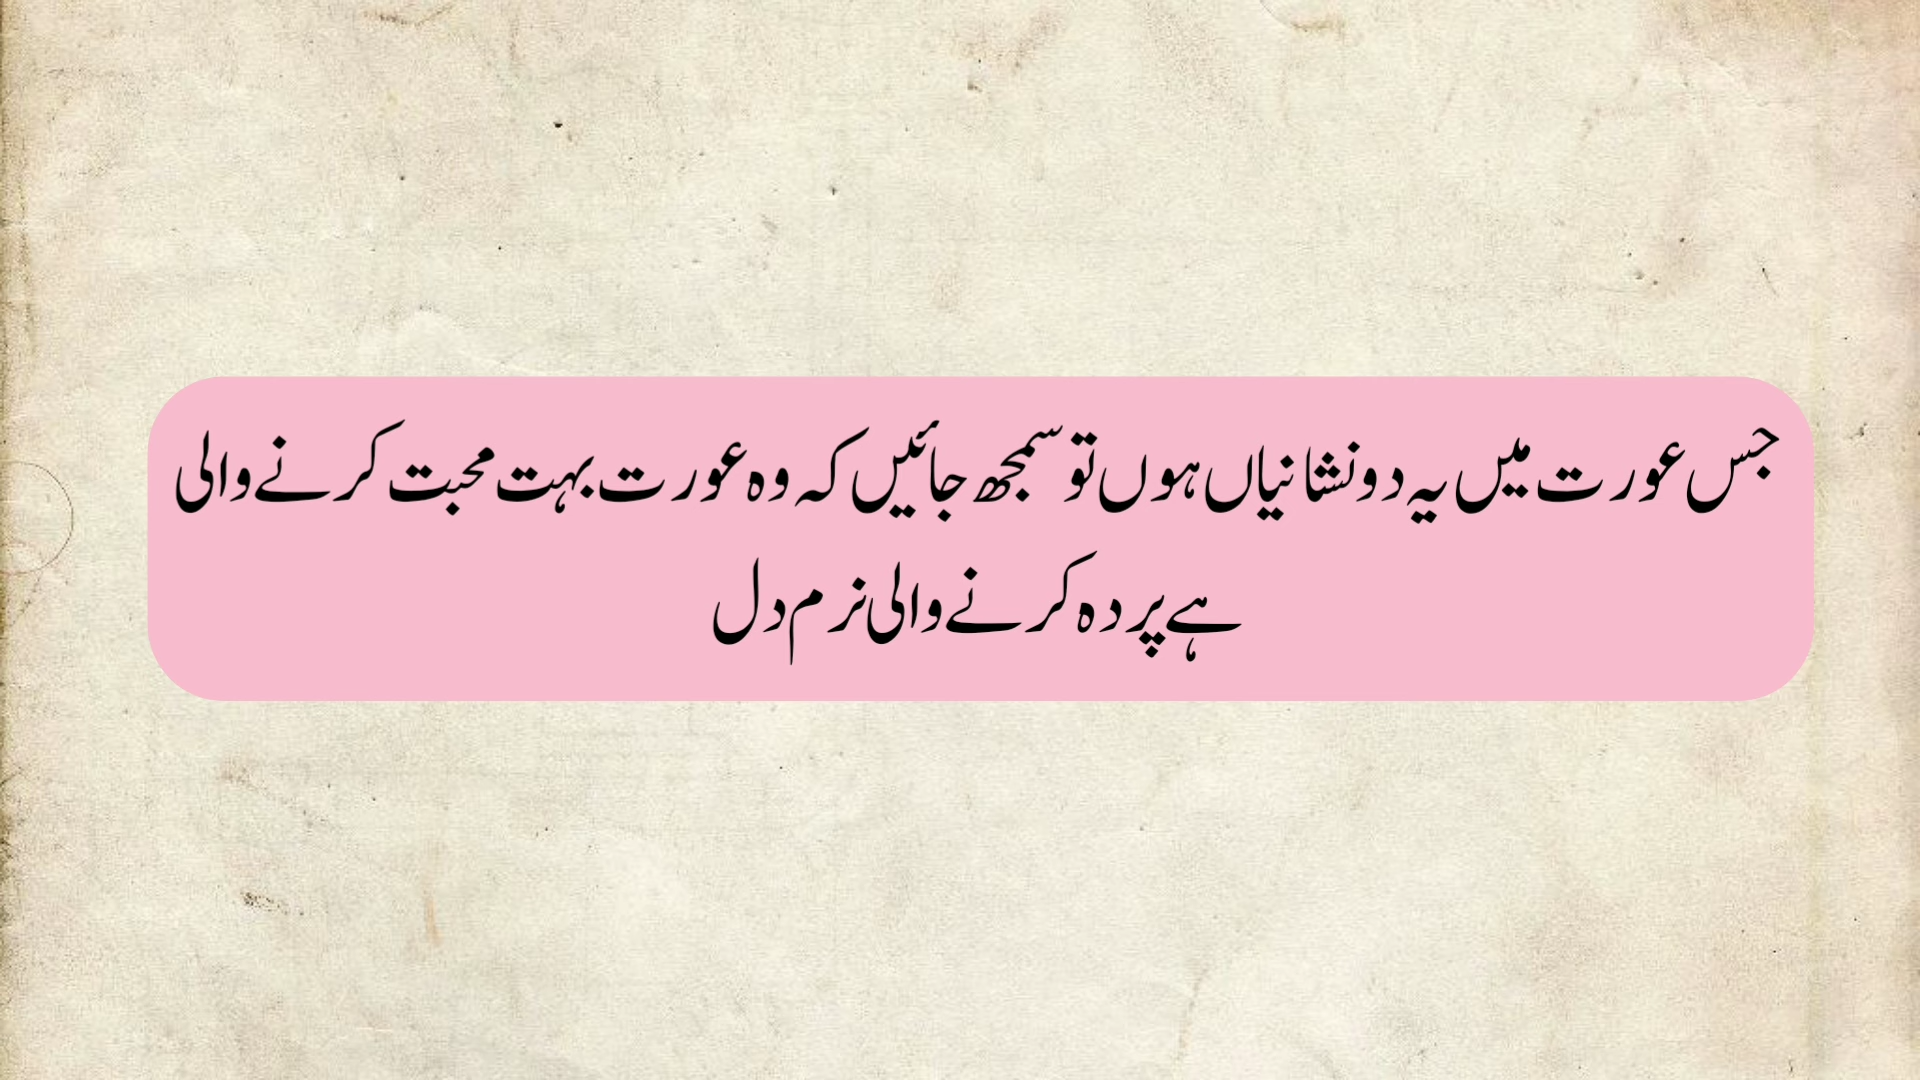 جس عورت میں یہ دو نشانیاں ہوں تو سمجھ جائیں کہ وہ عورت بہت محبت کرنے والی
ہے پردہ کرنے والی نرم دل